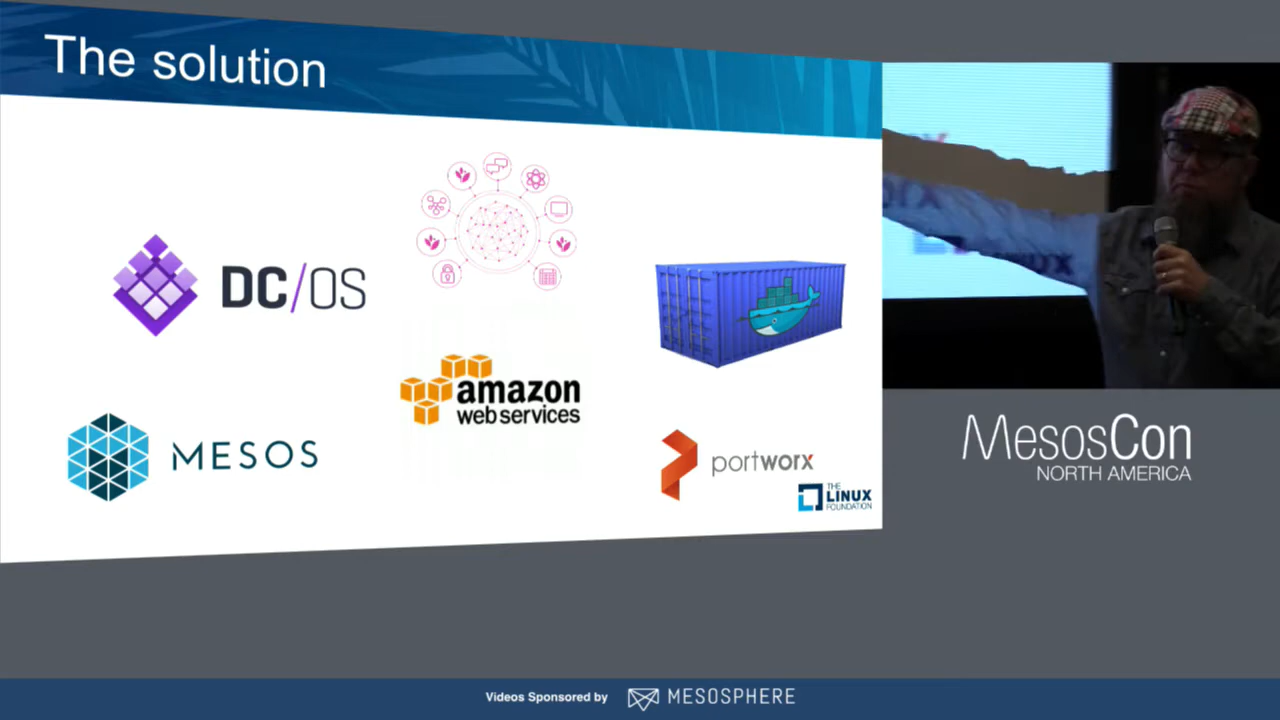 The solution
DC/OS
amazon
web services
MESOS
portworx
THE
LINUX
FOUNDATION
MesosCon
NORTH AMERICA
Videos Sponsored by
MESOSPHERE